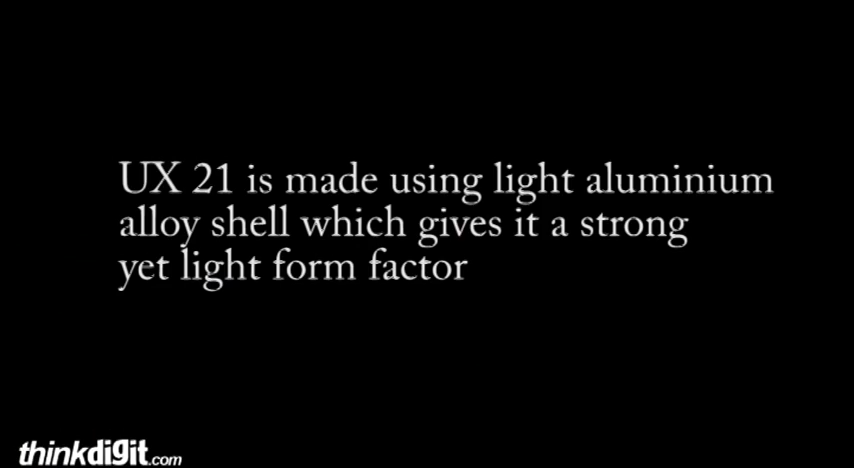 UX 21 is made using light aluminium
alloy shell which gives it a strong
yet light form factor
thinkdigit.com